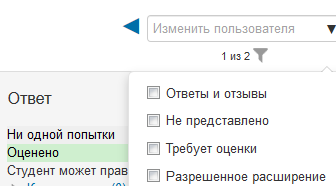 Изменить пользователя
1 из 2
Ответ
Ни одной попытки
Оценено
Студент может прав
Ответы и отзывы
Не представлено
Требует оценки
Разрешенное расширение